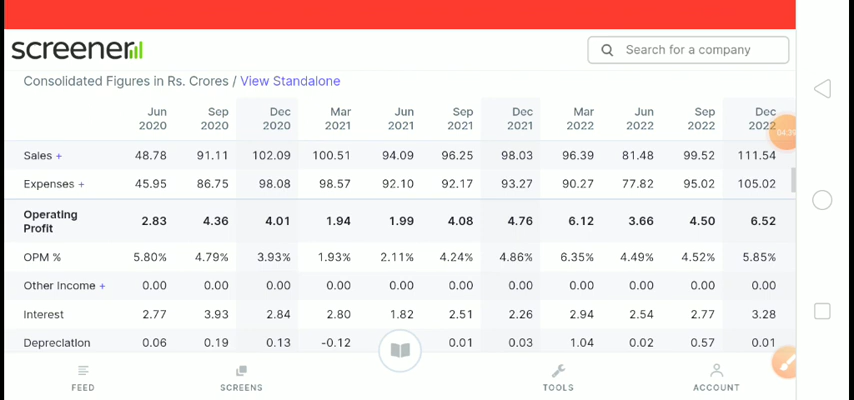 screener
Search for a company
Consolidated Figures in Rs. Crores / View Standalone
Jun 2020 Sep 2020 Dec 2020 Mar 2021 Jun 2021 Sep 2021 Dec 2021 Mar 2022 Jun 2022 Sep 2022 Dec 2022
Sales + 48.78 91.11 102.09 100.51 94.09 96.25 98.03 96.39 81.48 99.52 111.54
Expenses + 45.95 86.75 98.08 98.57 92.10 92.17 93.27 90.27 77.82 95.02 105.02
Operating Profit 2.83 4.36 4.01 1.94 1.99 4.08 4.76 6.12 3.66 4.50 6.52
OPM % 5.80% 4.79% 3.93% 1.93% 2.11% 4.24% 4.86% 6.35% 4.49% 4.52% 5.85%
Other Income + 0.00 0.00 0.00 0.00 0.00 0.00 0.00 0.00 0.00 0.00 0.00
Interest 2.77 3.93 2.84 2.80 1.82 2.51 2.26 2.94 2.54 2.77 3.28
Depreciation 0.06 0.19 0.13 -0.12 0.01 0.03 1.04 0.02 0.57 0.01
FEED SCREENS TOOLS ACCOUNT